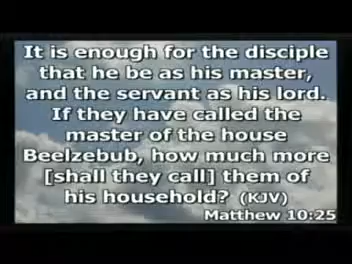 It is enough for the disciple
that he be as his master,
and the servant as his lord.
If they have called the
master of the house
Beelzebub, how much more
[shall they call] them of
his household? (KJV)
Matthew 10:25